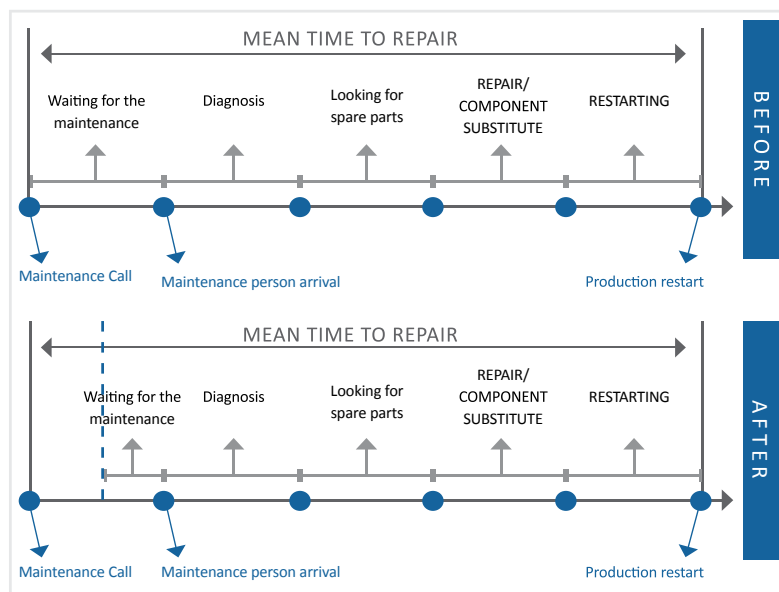 MEAN TIME TO REPAIR
Waiting for the
maintenance
Diagnosis
Looking for
spare parts
REPAIR/
COMPONENT
SUBSTITUTE
RESTARTING
BEFORE
Maintenance Call
Maintenance person arrival
Production restart
MEAN TIME TO REPAIR
Waiting for the
maintenance
Diagnosis
Looking for
spare parts
REPAIR/
COMPONENT
SUBSTITUTE
RESTARTING
AFTER
Maintenance Call
Maintenance person arrival
Production restart